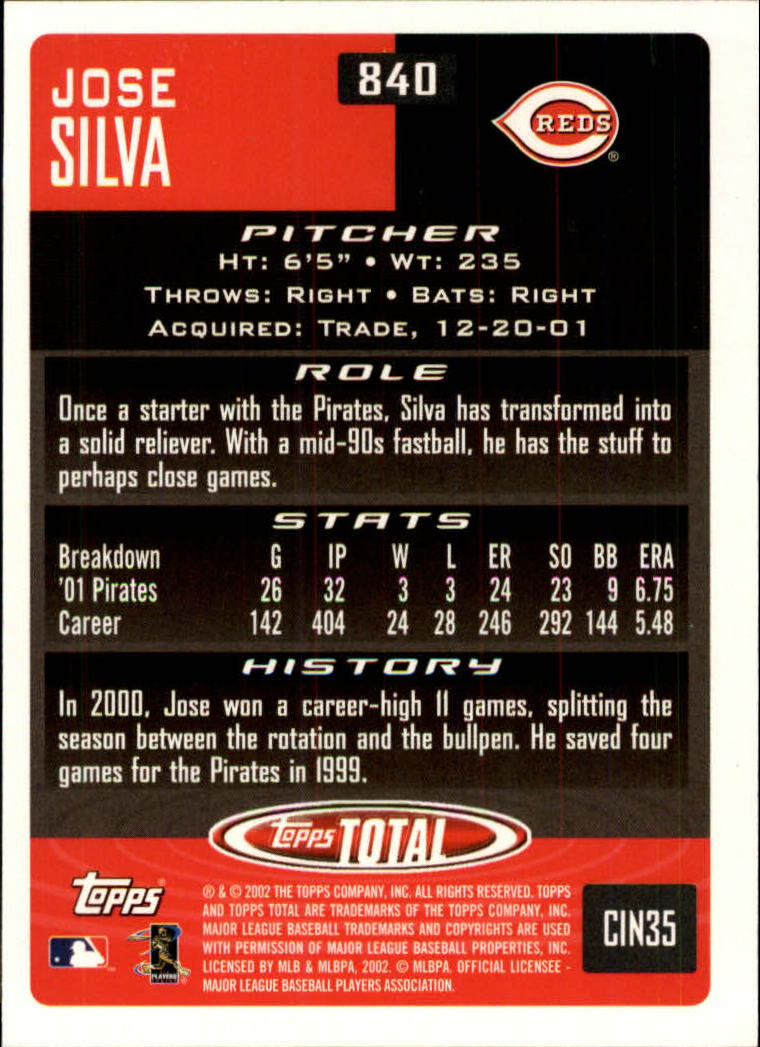 JOSE
SILVA
840
REDS
®
PITCHER
HT: 6'5" • WT: 235
THROWS: RIGHT • BATS: RIGHT
ACQUIRED: TRADE, 12-20-01
ROLE
Once a starter with the Pirates, Silva has transformed into
a solid reliever. With a mid-90s fastball, he has the stuff to
perhaps close games.
STATS
Breakdown G IP W L ER SO BB ERA
'01 Pirates 26 32 3 3 24 23 9 6.75
Career 142 404 24 28 246 292 144 5.48
HISTORY
In 2000, Jose won a career-high 11 games, splitting the
season between the rotation and the bullpen. He saved four
games for the Pirates in 1999.
Topps TOTAL
Topps®
® & © 2002 THE TOPPS COMPANY, INC. ALL RIGHTS RESERVED. TOPPS
AND TOPPS TOTAL ARE TRADEMARKS OF THE TOPPS COMPANY, INC.
MAJOR LEAGUE BASEBALL TRADEMARKS AND COPYRIGHTS ARE USED
WITH PERMISSION OF MAJOR LEAGUE BASEBALL PROPERTIES, INC.
LICENSED BY MLB & MLBPA, 2002. © MLBPA. OFFICIAL LICENSEE -
MAJOR LEAGUE BASEBALL PLAYERS ASSOCIATION.
PLAYERS
CIN35